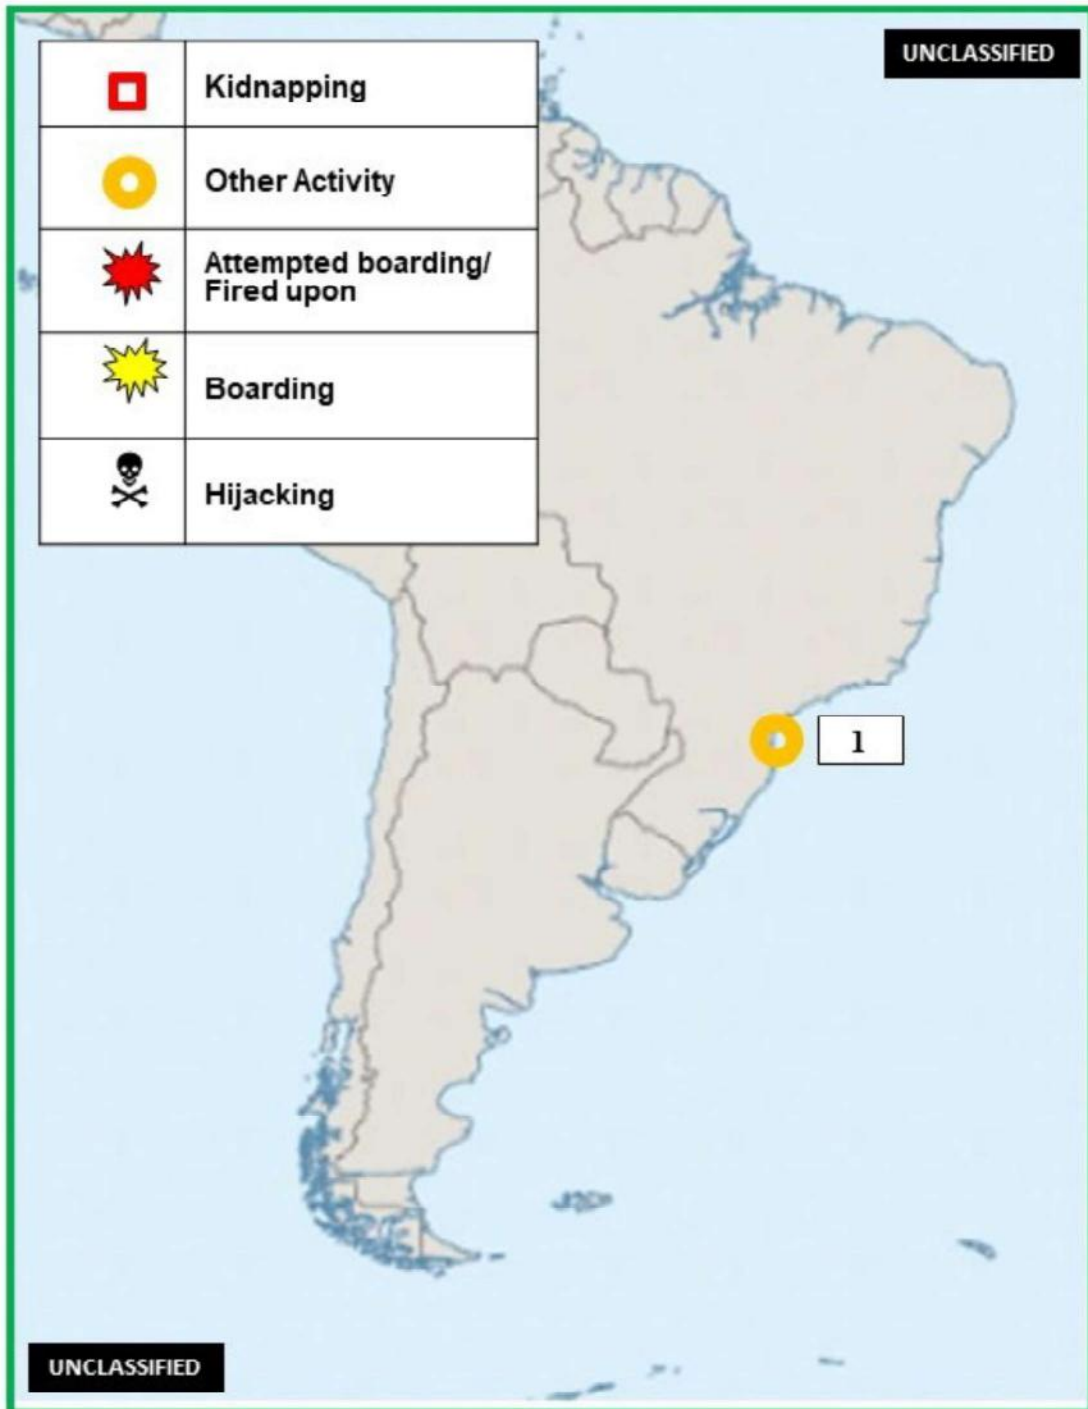 UNCLASSIFIED
Kidnapping
Other Activity
Attempted boarding/
Fired upon
Boarding
Hijacking
1
UNCLASSIFIED